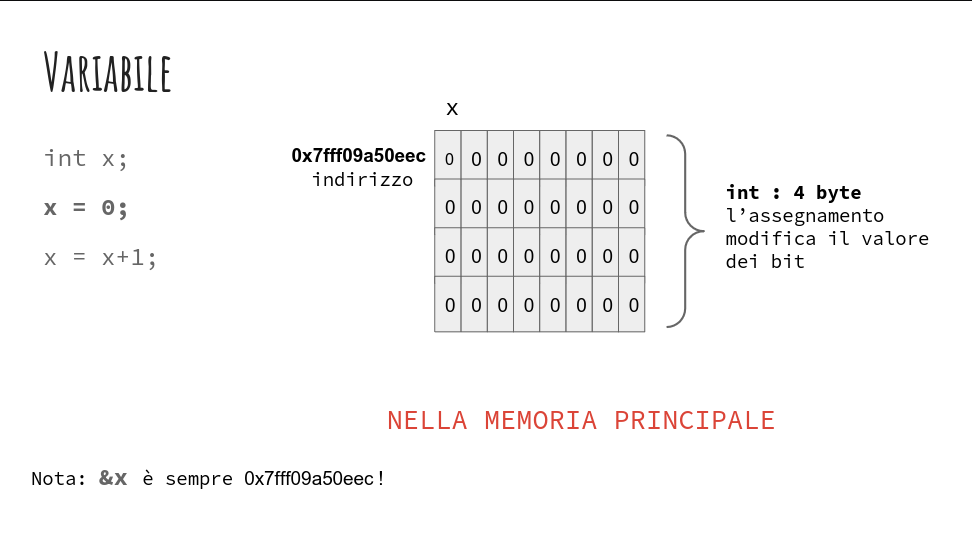 Variabile
int x;
x = 0;
x = x+1;
x
0x7fff09a50eec
indirizzo
0 0 0 0 0 0 0 0
0 0 0 0 0 0 0 0
0 0 0 0 0 0 0 0
0 0 0 0 0 0 0 0
int : 4 byte
l’assegnamento
modifica il valore
dei bit
NELLA MEMORIA PRINCIPALE
Nota: &x è sempre 0x7fff09a50eec!